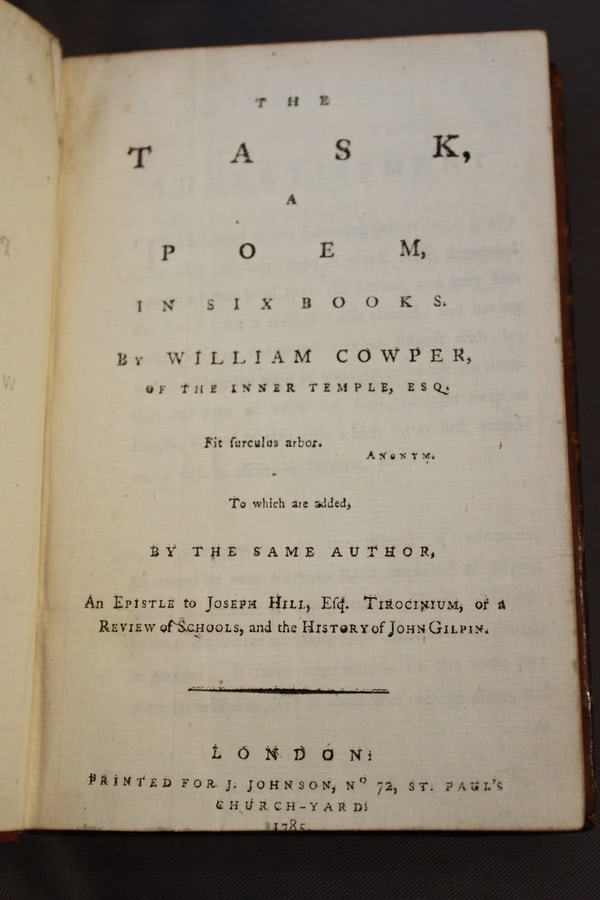 THE
TASK,
A
POEM,
IN SIX BOOKS.
BY WILLIAM COWPER,
OF THE INNER TEMPLE, ESQ.
Fit ſurculus arbor.
ANONYM.
To which are added,
BY THE SAME AUTHOR,
An EPISTLE to JOSEPH HILL, Eſq. TIROCINIUM, or a
REVIEW of SCHOOLS, and the HISTORY of JOHN GILPIN.
LONDON:
PRINTED FOR J. JOHNSON, No 72, ST. PAUL'S
CHURCH-YARD:
1785.